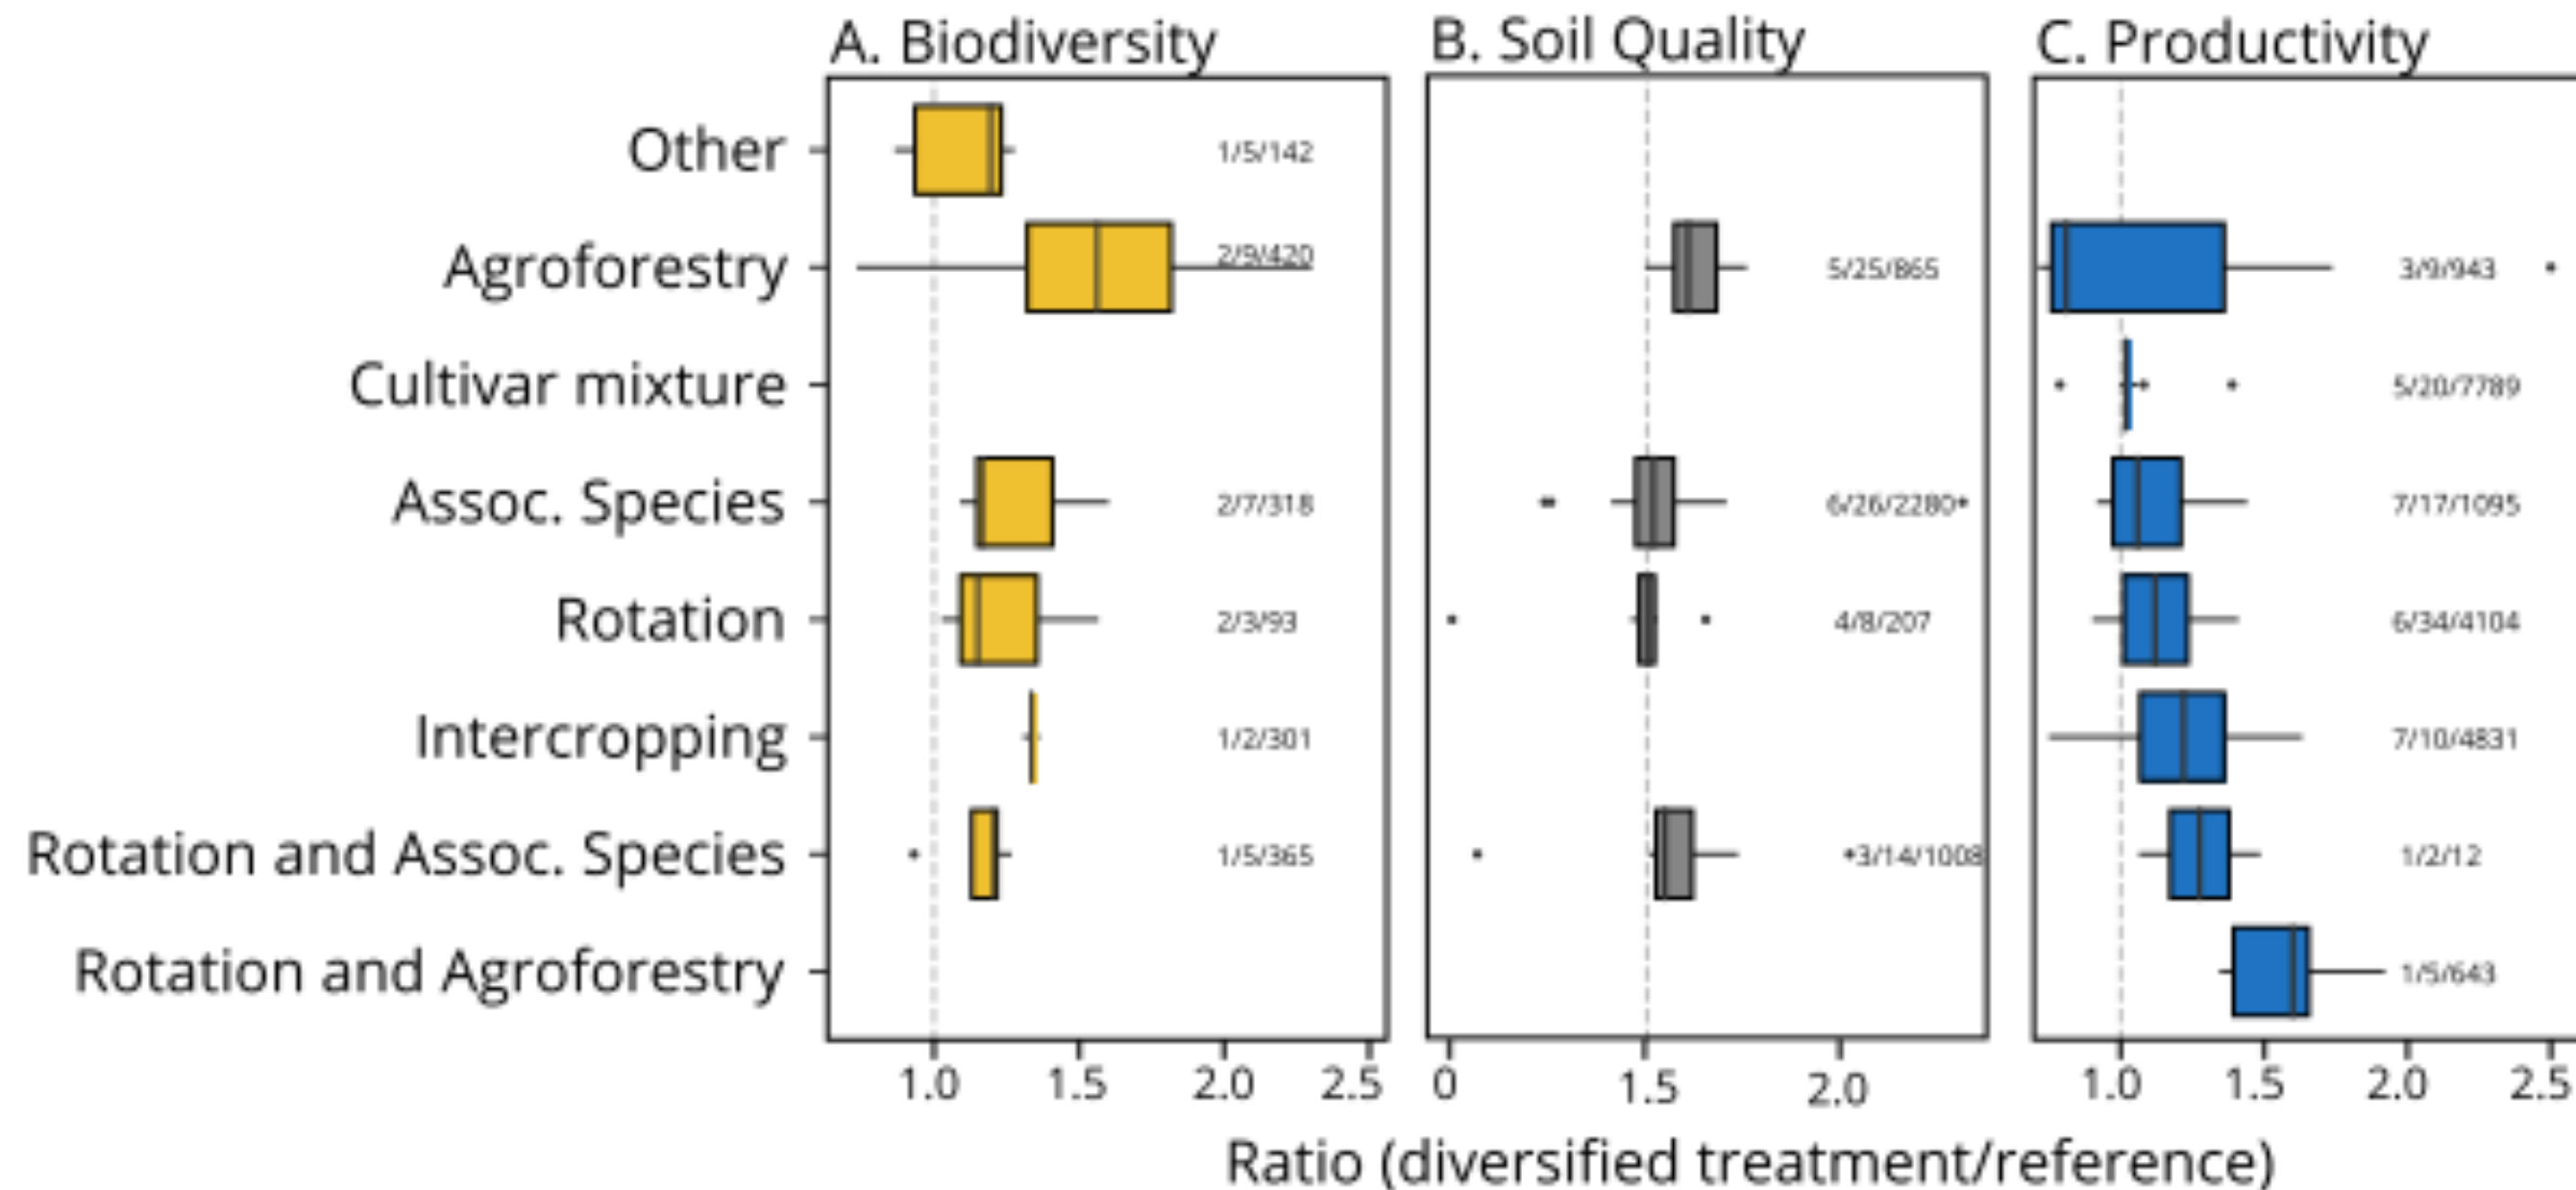 A. Biodiversity
B. Soil Quality
C. Productivity
Other
1/5/142
Agroforestry
2/9/420
5/25/865
3/9/943
Cultivar mixture
5/20/7789
Assoc. Species
2/7/318
6/26/2280
7/17/1095
Rotation
2/3/93
4/8/207
6/34/4104
Intercropping
1/2/301
7/10/4831
Rotation and Assoc. Species
1/5/365
3/14/1008
1/2/12
Rotation and Agroforestry
1/5/643
1.0 1.5 2.0 2.5
0 1.5 2.0
1.0 1.5 2.0 2.5
Ratio (diversified treatment/reference)